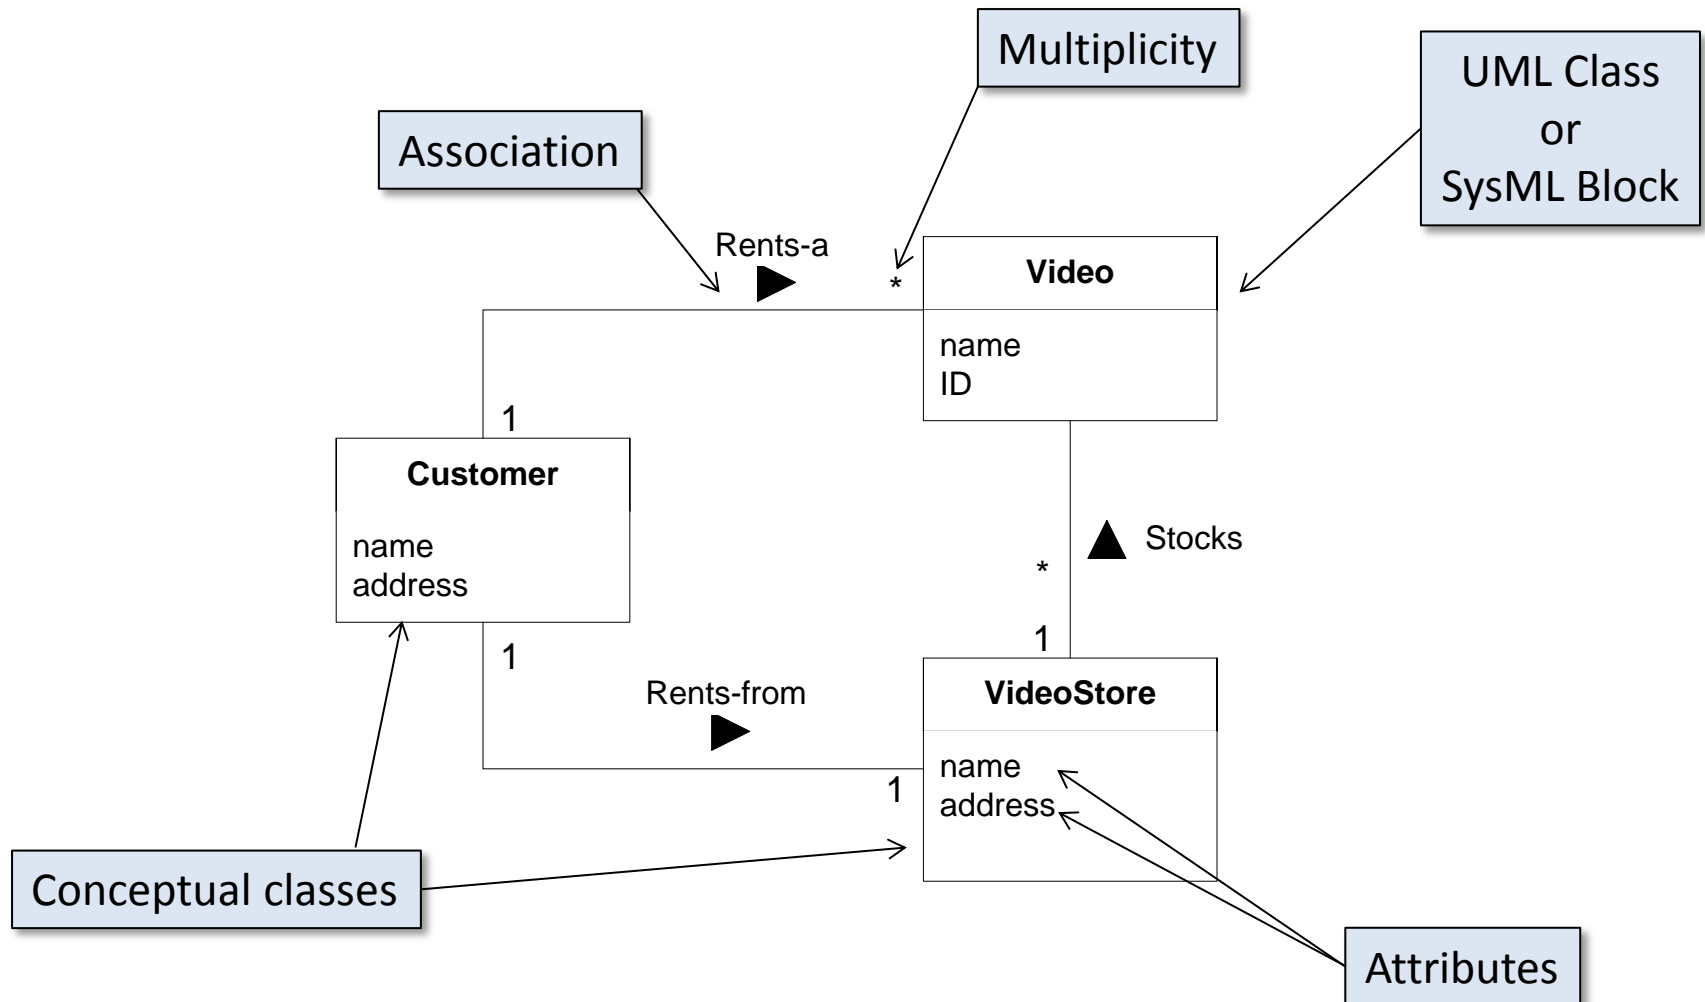 Multiplicity
UML Class
or
SysML Block
Association
Rents-a
*
Video
name
ID
1
Customer
name
address
Stocks
*
1
1
Rents-from
VideoStore
name
address
1
Conceptual classes
Attributes